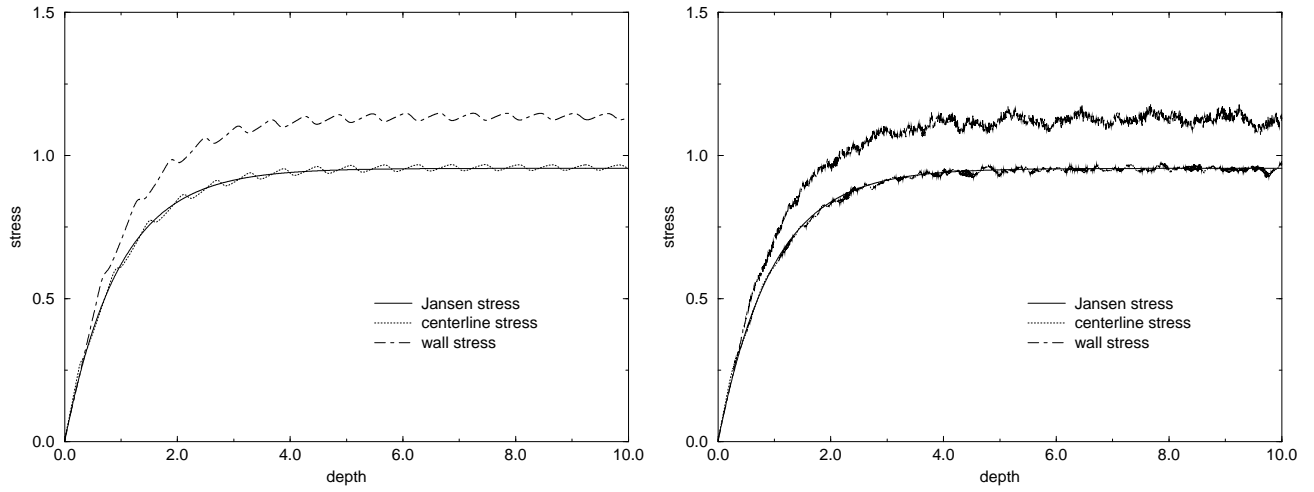 1.5
1.0
0.5
0.0
stress
Jansen stress
centerline stress
wall stress
0.0 2.0 4.0 6.0 8.0 10.0
depth
1.5
1.0
0.5
0.0
stress
Jansen stress
centerline stress
wall stress
0.0 2.0 4.0 6.0 8.0 10.0
depth